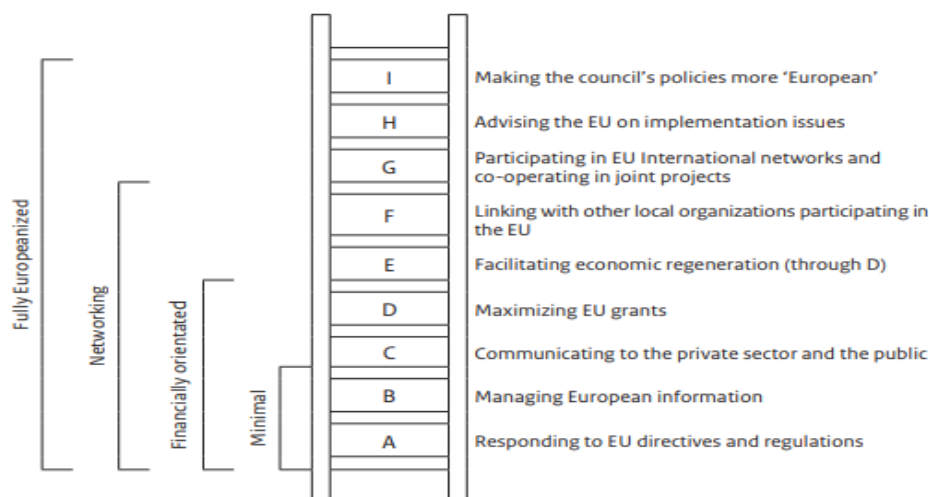 I Making the council's policies more 'European'
H Advising the EU on implementation issues
G Participating in EU International networks and
co-operating in joint projects
F Linking with other local organizations participating in
the EU
E Facilitating economic regeneration (through D)
D Maximizing EU grants
C Communicating to the private sector and the public
B Managing European information
A Responding to EU directives and regulations
Fully Europeanized
Networking
Financially orientated
Minimal